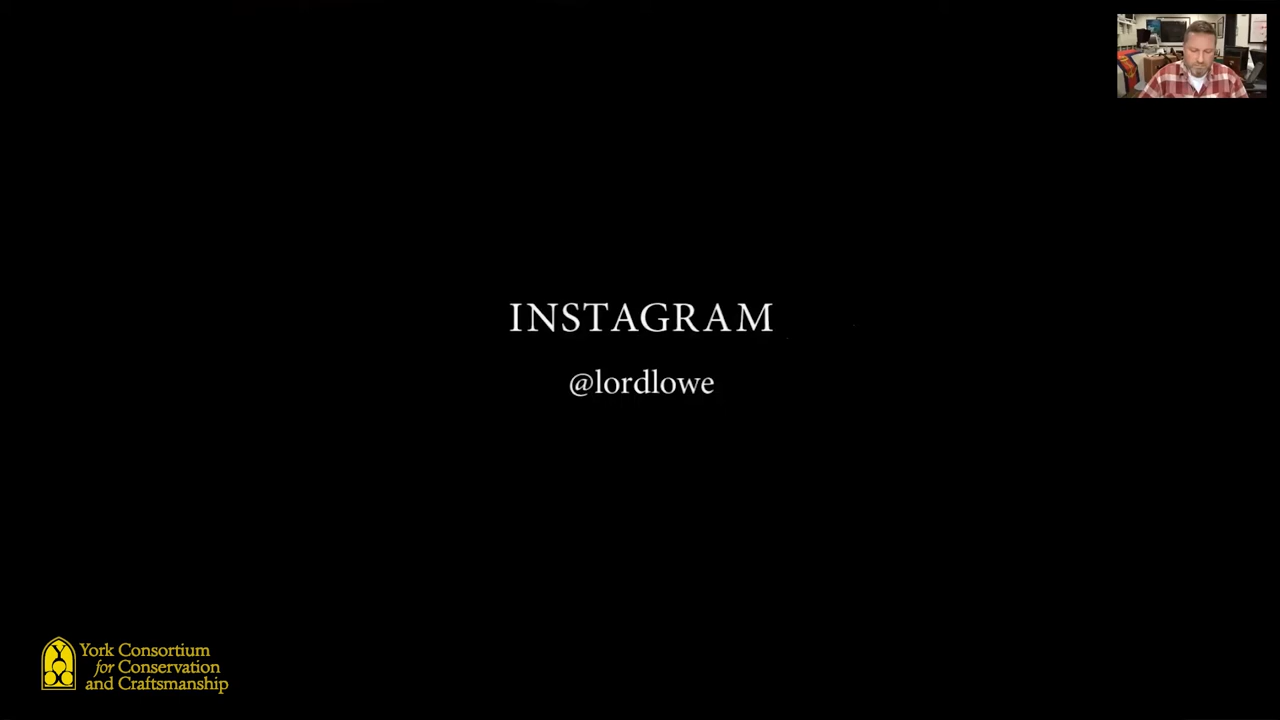 INSTAGRAM
@lordlowe
York Consortium
for Conservation
and Craftsmanship